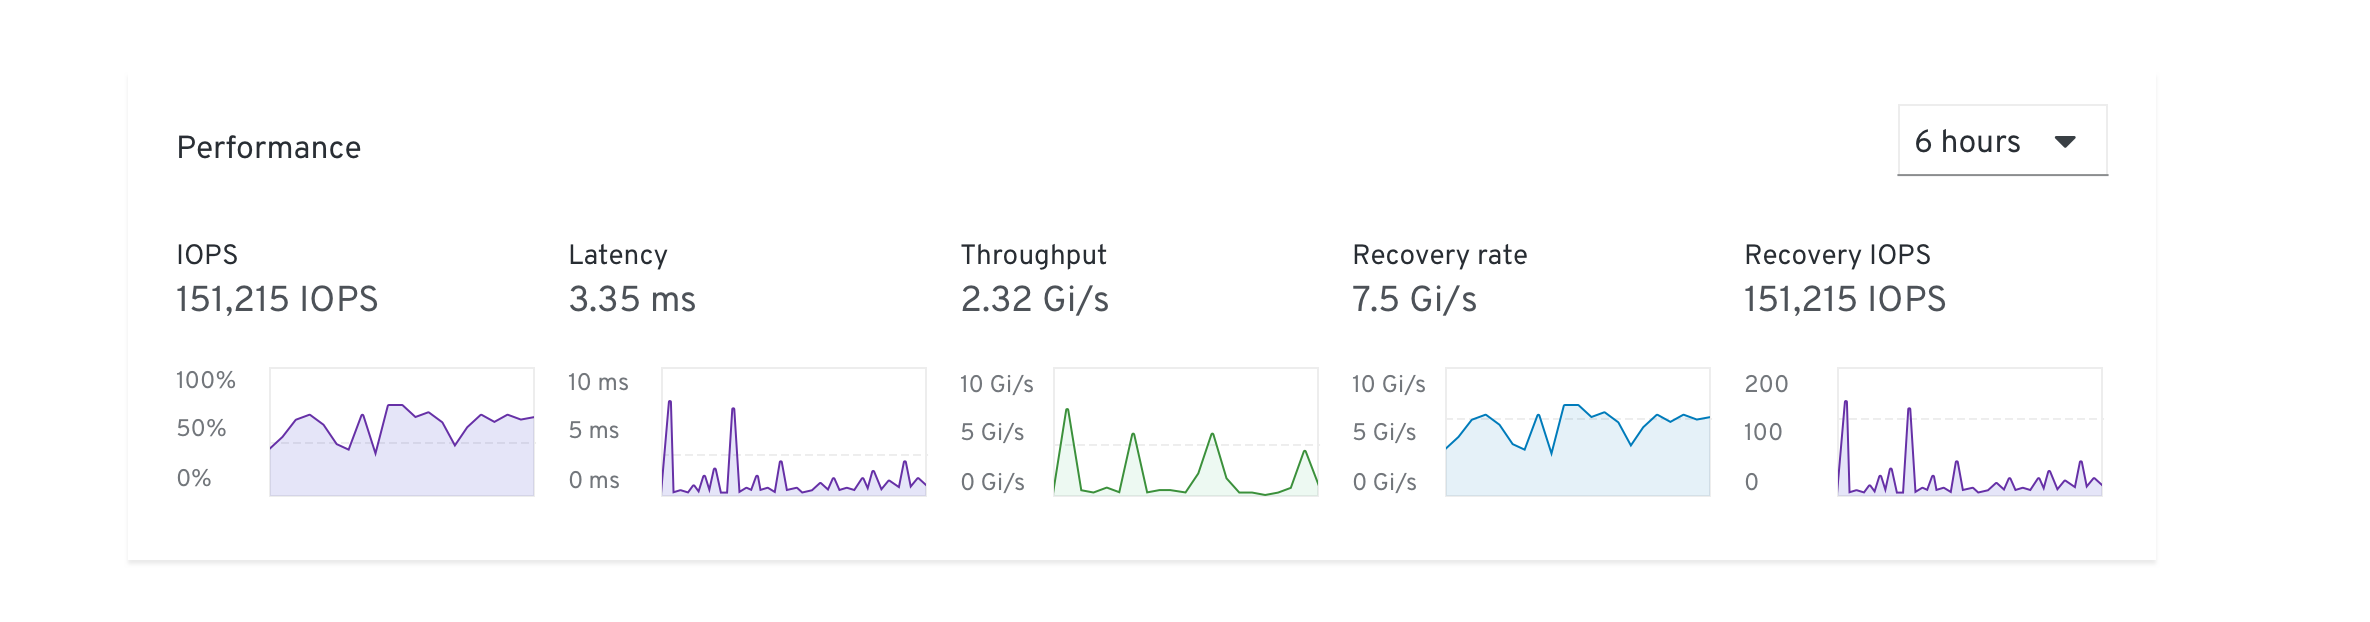 Performance
6 hours
IOPS
151,215 IOPS
100%
50%
0%
Latency
3.35 ms
10 ms
5 ms
0 ms
Throughput
2.32 Gi/s
10 Gi/s
5 Gi/s
0 Gi/s
Recovery rate
7.5 Gi/s
10 Gi/s
5 Gi/s
0 Gi/s
Recovery IOPS
151,215 IOPS
200
100
0